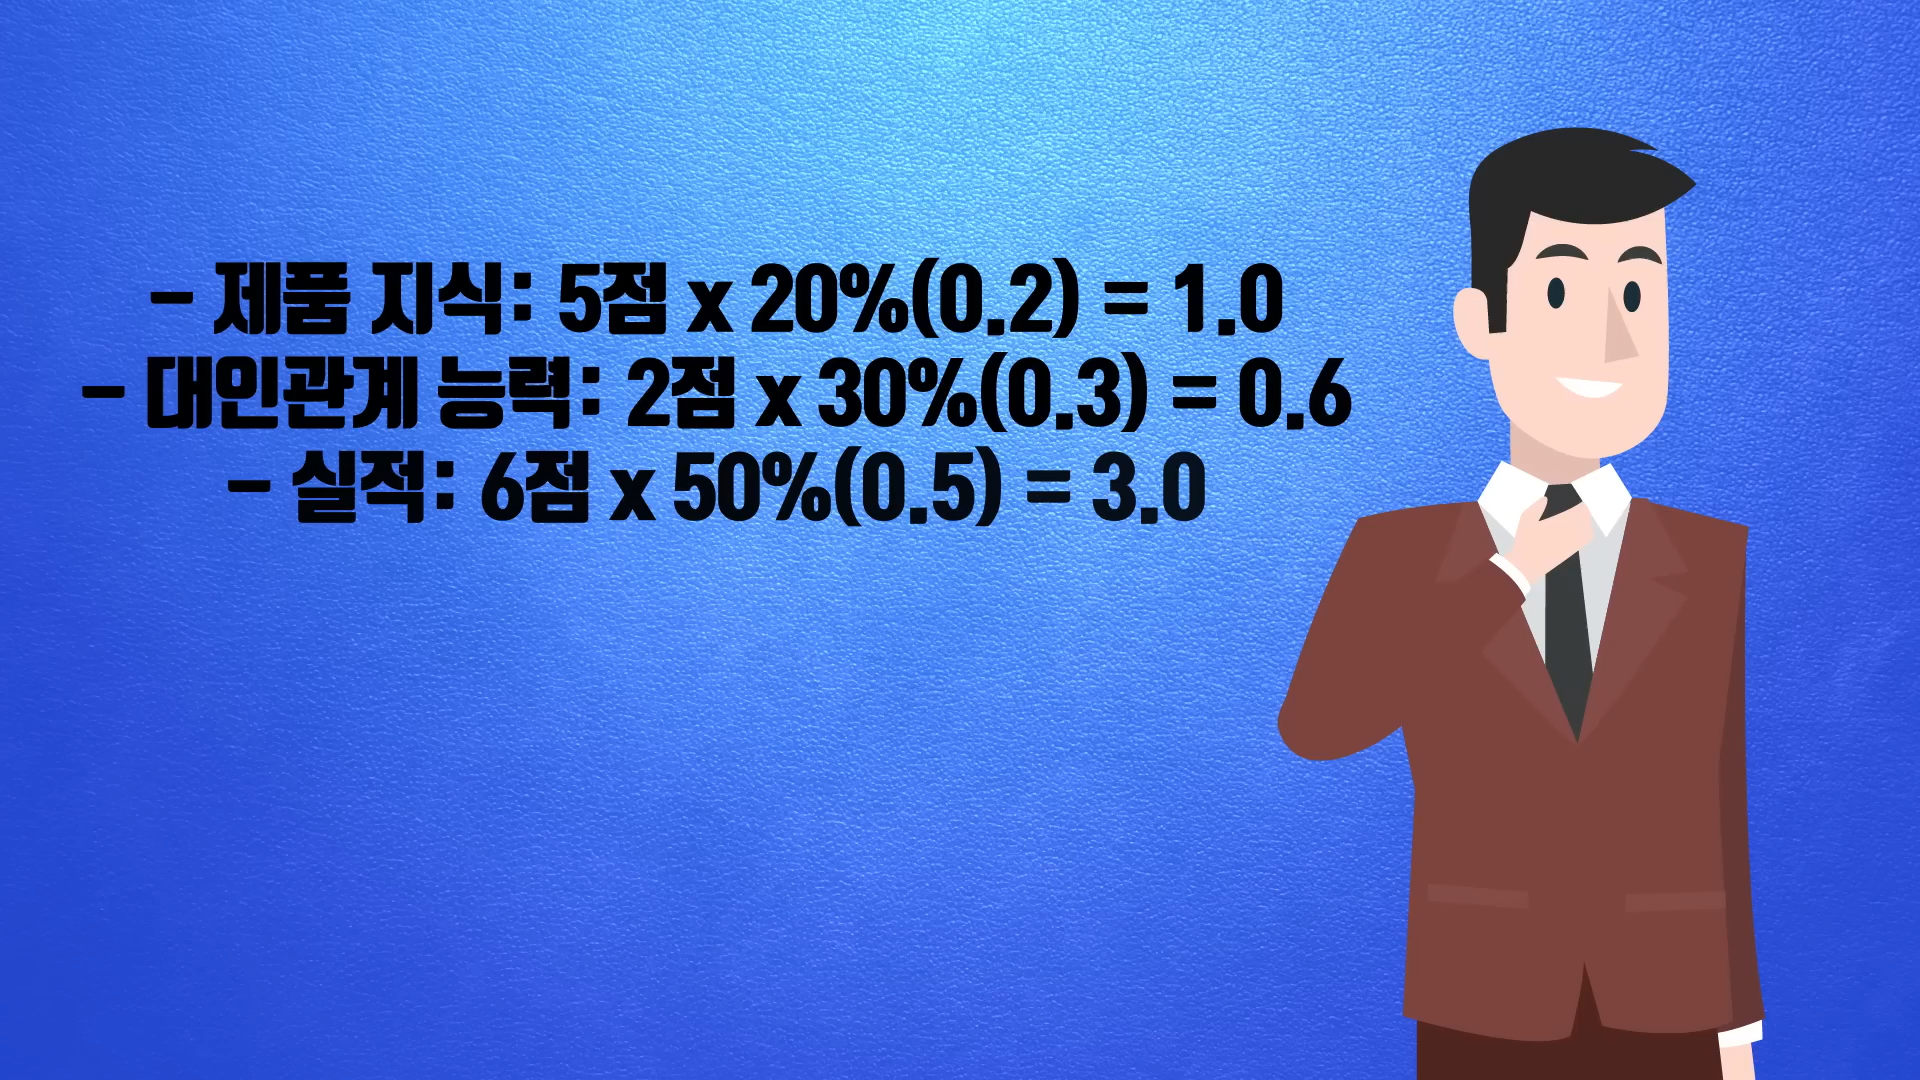 - 제품 지식: 5점 x 20%(0.2) = 1.0
- 대인관계 능력: 2점 x 30%(0.3) = 0.6
- 실적: 6점 x 50%(0.5) = 3.0